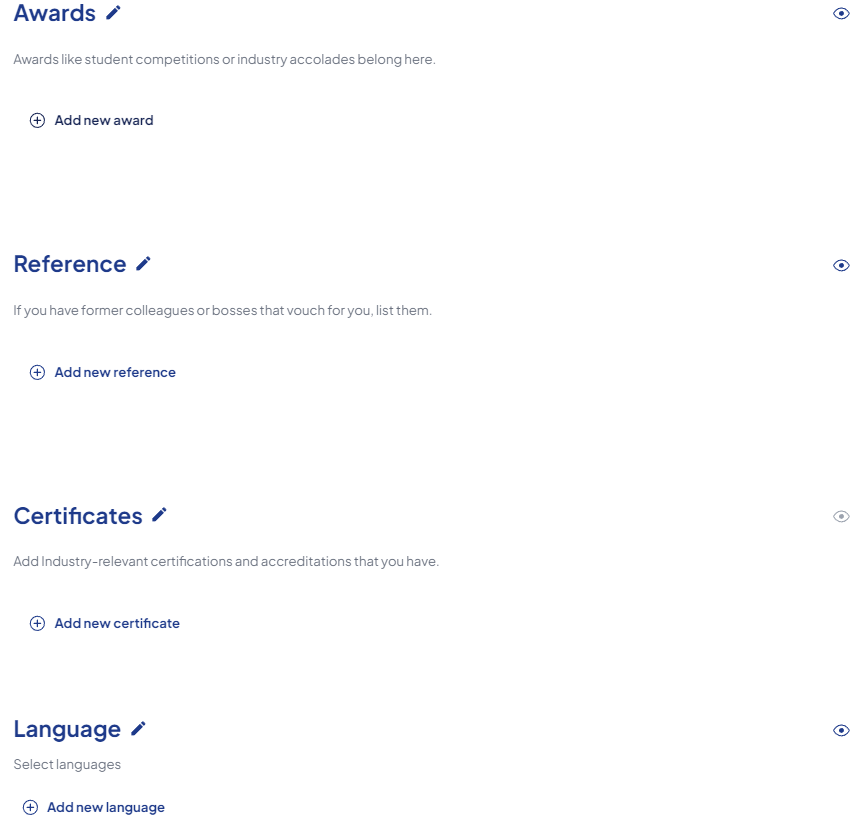 Awards
Awards like student competitions or industry accolades belong here.
Add new award
Reference
If you have former colleagues or bosses that vouch for you, list them.
Add new reference
Certificates
Add Industry-relevant certifications and accreditations that you have.
Add new certificate
Language
Select languages
Add new language